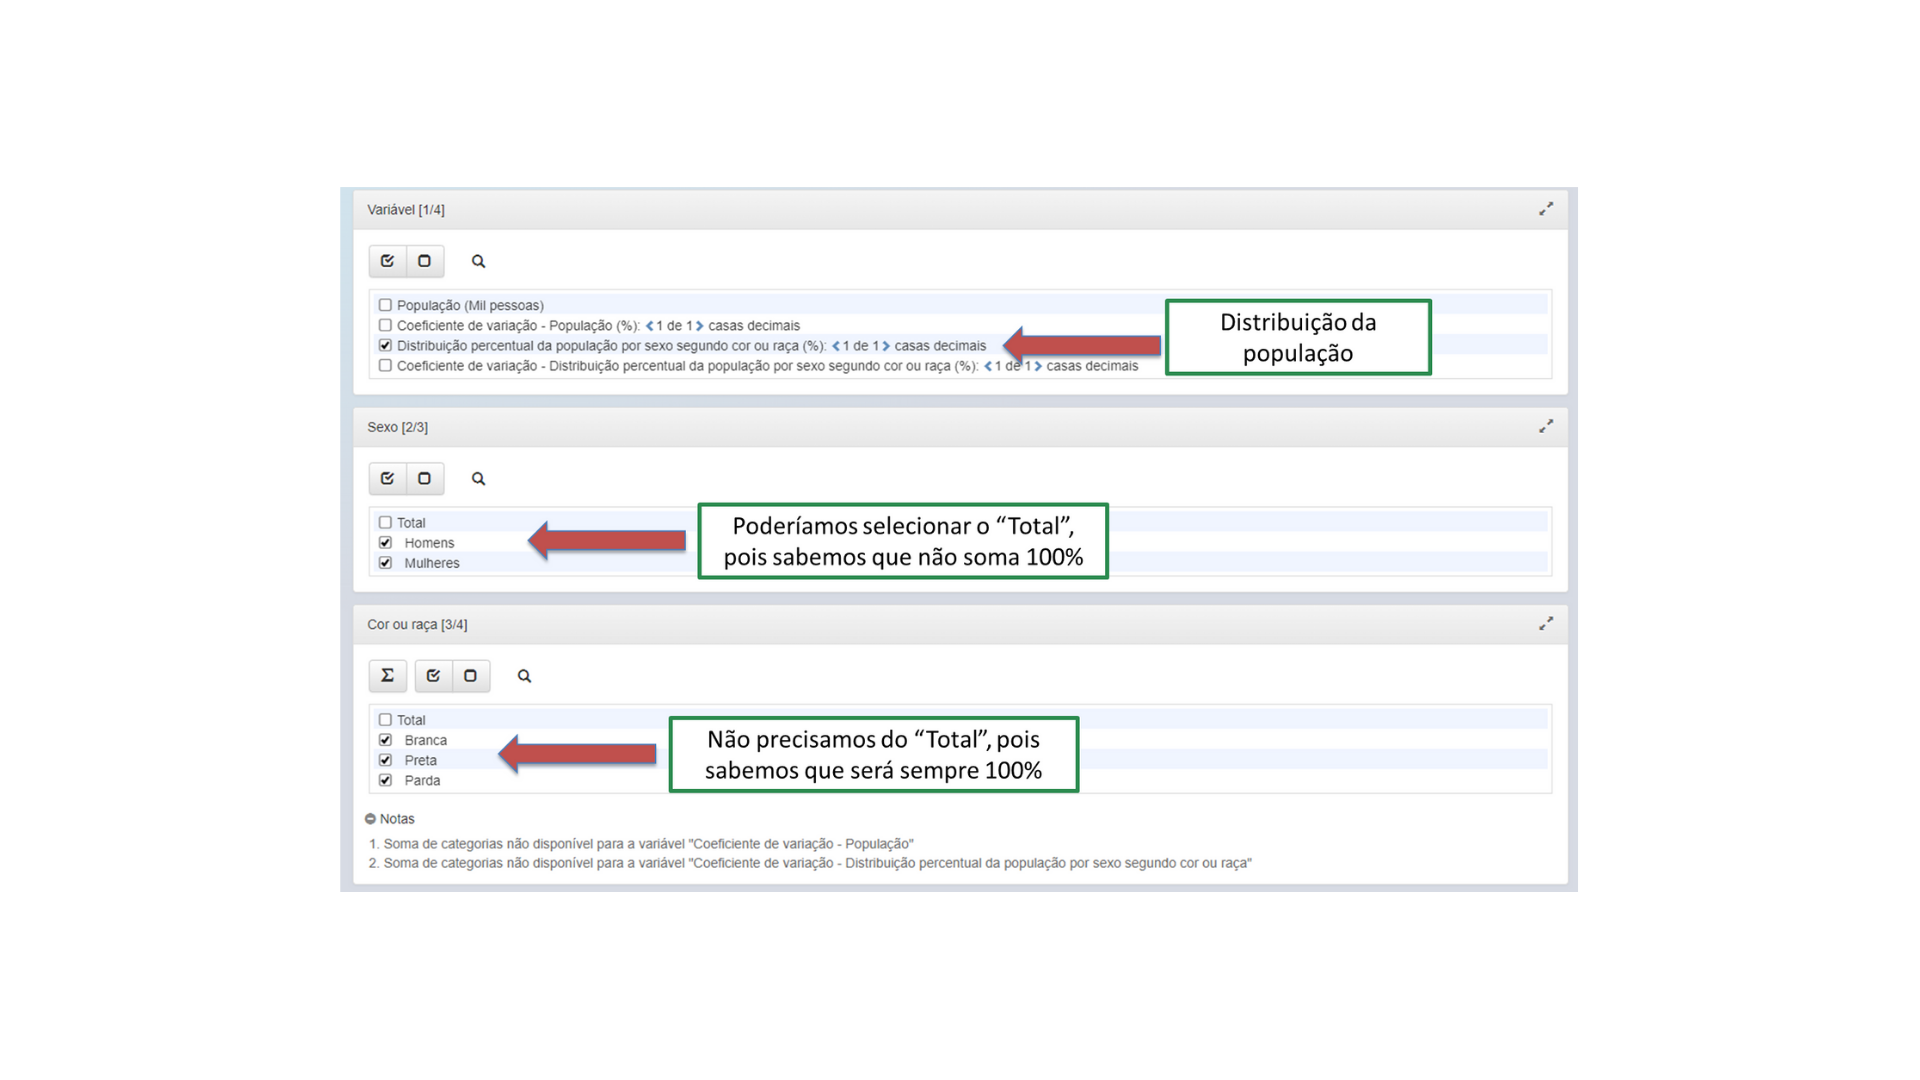 Variável [1/4]
População (Mil pessoas)
Coeficiente de variação - População (%): 1 de 1 casas decimais
Distribuição percentual da população por sexo segundo cor ou raça (%): 1 de 1 casas decimais
Coeficiente de variação - Distribuição percentual da população por sexo segundo cor ou raça (%): 1 de 1 casas decimais
Distribuição da
população
Sexo [2/3]
Total
Homens
Mulheres
Poderíamos selecionar o “Total”,
pois sabemos que não soma 100%
Cor ou raça [3/4]
Σ
Total
Branca
Preta
Parda
Não precisamos do “Total”, pois
sabemos que será sempre 100%
Notas
1. Soma de categorias não disponível para a variável "Coeficiente de variação - População"
2. Soma de categorias não disponível para a variável "Coeficiente de variação - Distribuição percentual da população por sexo segundo cor ou raça"